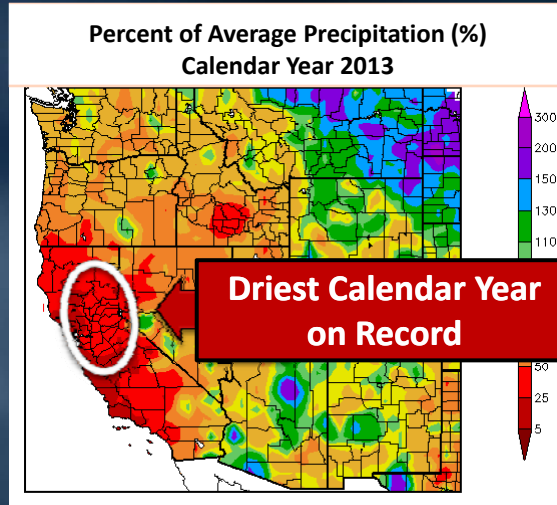 Percent of Average Precipitation (%)
Calendar Year 2013
300
200
150
130
110
Driest Calendar Year
on Record
50
25
5